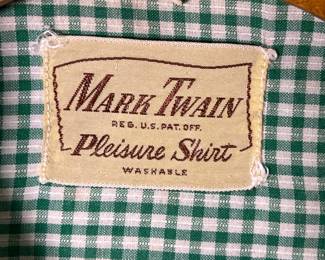 MARK TWAIN
REG. U.S. PAT. OFF.
Pleisure Shirt
WASHABLE